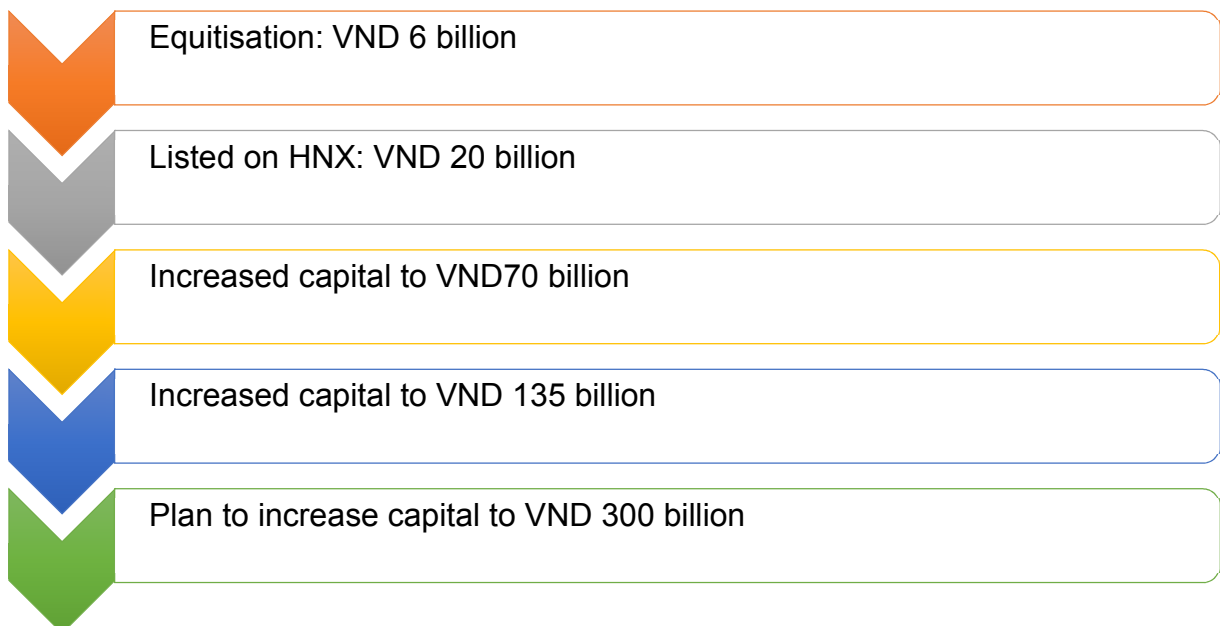 Equitisation: VND 6 billion
Listed on HNX: VND 20 billion
Increased capital to VND70 billion
Increased capital to VND 135 billion
Plan to increase capital to VND 300 billion